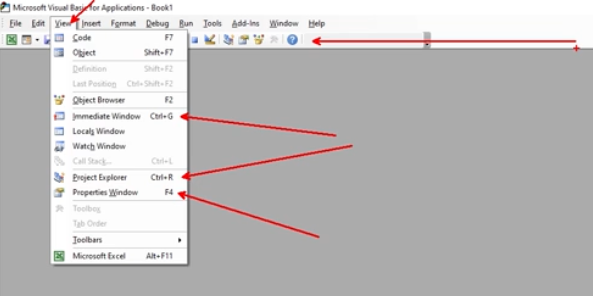 Microsoft Visual Basic for Applications - Book1
File Edit View Insert Format Debug Run Tools Add-Ins Window Help
Code F7
Object Shift+F7
Definition Shift+F2
Last Position Ctrl+Shift+F2
Object Browser F2
Immediate Window Ctrl+G
Locals Window
Watch Window
Call Stack... Ctrl+L
Project Explorer Ctrl+R
Properties Window F4
Toolbox
Tab Order
Toolbars
Microsoft Excel Alt+F11